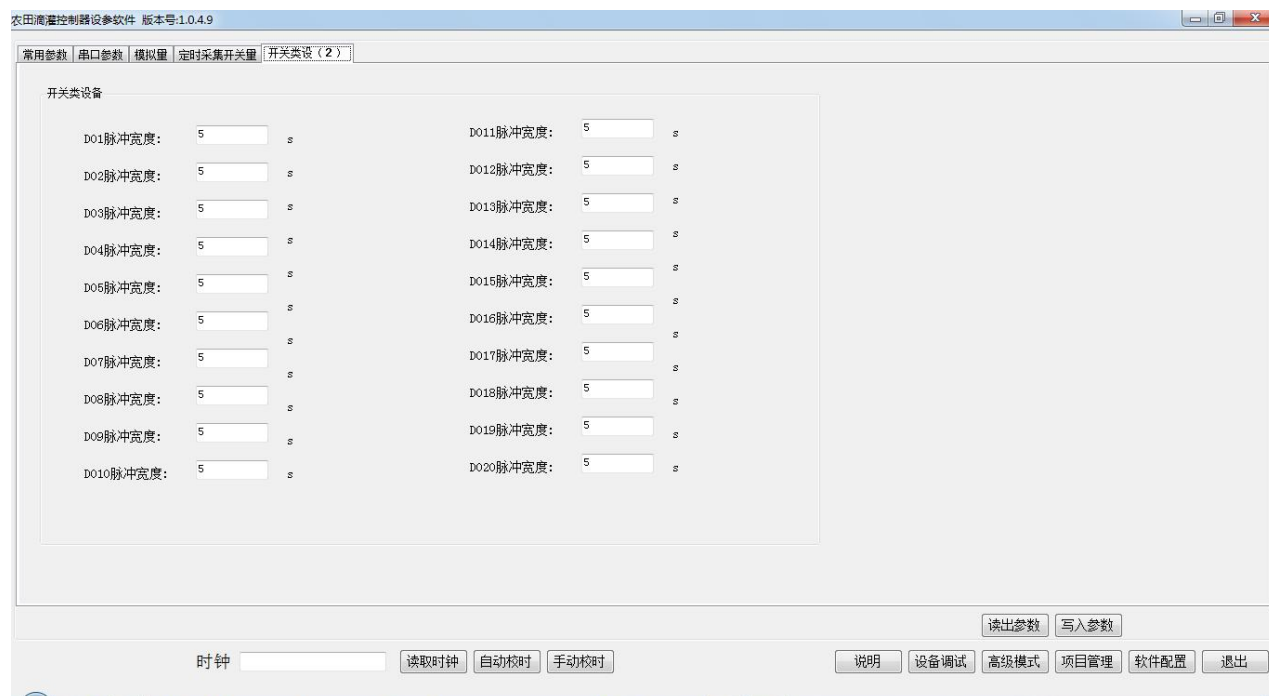 农田滴灌控制器设参软件 版本号:1.0.4.9
常用参数 串口参数 模拟量 定时采集开关量 开关类设（2）
开关类设备
DO1脉冲宽度: 5 s
DO2脉冲宽度: 5 s
DO3脉冲宽度: 5 s
DO4脉冲宽度: 5 s
DO5脉冲宽度: 5 s
DO6脉冲宽度: 5 s
DO7脉冲宽度: 5 s
DO8脉冲宽度: 5 s
DO9脉冲宽度: 5 s
DO10脉冲宽度: 5 s
DO11脉冲宽度: 5 s
DO12脉冲宽度: 5 s
DO13脉冲宽度: 5 s
DO14脉冲宽度: 5 s
DO15脉冲宽度: 5 s
DO16脉冲宽度: 5 s
DO17脉冲宽度: 5 s
DO18脉冲宽度: 5 s
DO19脉冲宽度: 5 s
DO20脉冲宽度: 5 s
读出参数 写入参数
时钟 读取时钟 自动校时 手动校时 说明 设备调试 高级模式 项目管理 软件配置 退出